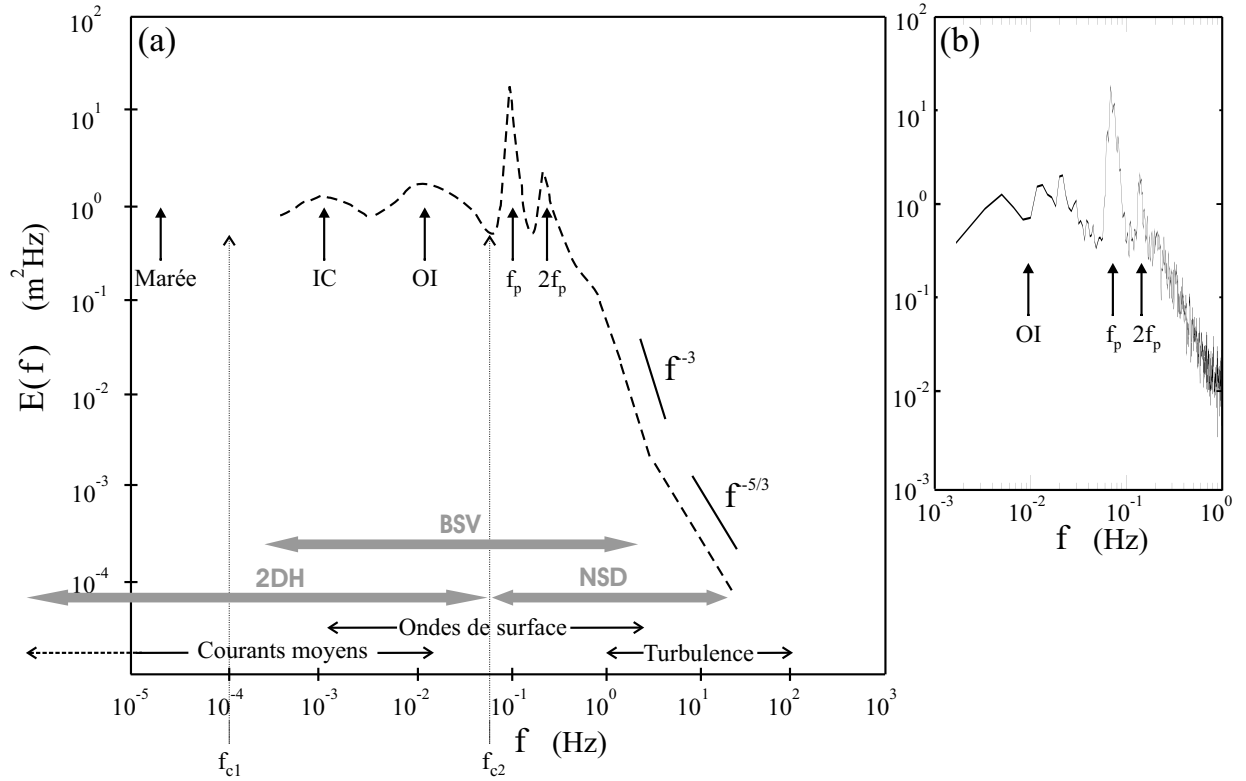 (a)
10^2
10^1
10^0
10^-1
10^-2
10^-3
10^-4
E(f) (m^2Hz)
Marée
IC
OI
f_p
2f_p
f^-3
f^-5/3
BSV
2DH
NSD
Ondes de surface
Courants moyens
Turbulence
10^-5
10^-4
10^-3
10^-2
10^-1
10^0
10^1
10^2
10^3
f_c1
f_c2
f (Hz)
(b)
10^2
10^1
10^0
10^-1
10^-2
10^-3
OI
f_p
2f_p
10^-3
10^-2
10^-1
10^0
f (Hz)